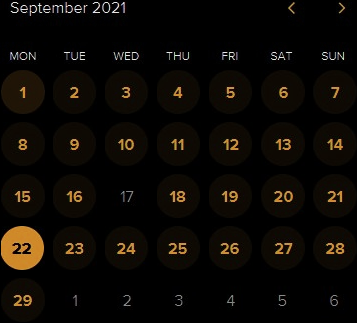 September 2021
MON TUE WED THU FRI SAT SUN
1 2 3 4 5 6 7
8 9 10 11 12 13 14
15 16 17 18 19 20 21
22 23 24 25 26 27 28
29 1 2 3 4 5 6